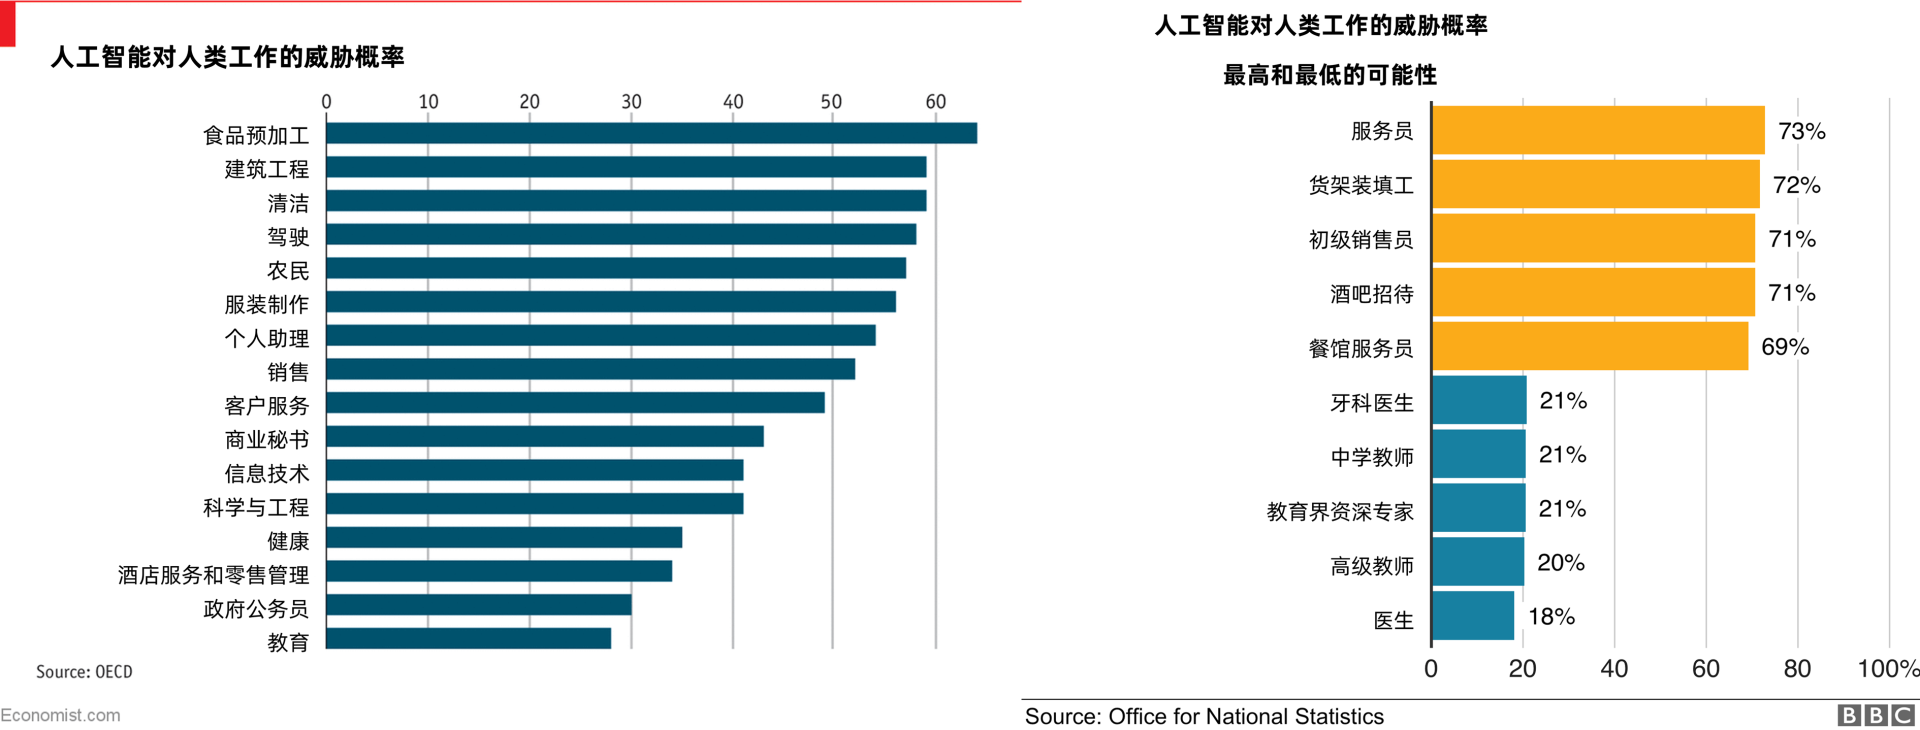 人工智能对人类工作的威胁概率
0 10 20 30 40 50 60
食品预加工
建筑工程
清洁
驾驶
农民
服装制作
个人助理
销售
客户服务
商业秘书
信息技术
科学与工程
健康
酒店服务和零售管理
政府公务员
教育
Source: OECD
Economist.com
人工智能对人类工作的威胁概率
最高和最低的可能性
服务员 73%
货架装填工 72%
初级销售员 71%
酒吧招待 71%
餐馆服务员 69%
牙科医生 21%
中学教师 21%
教育界资深专家 21%
高级教师 20%
医生 18%
0 20 40 60 80 100%
Source: Office for National Statistics
BBC